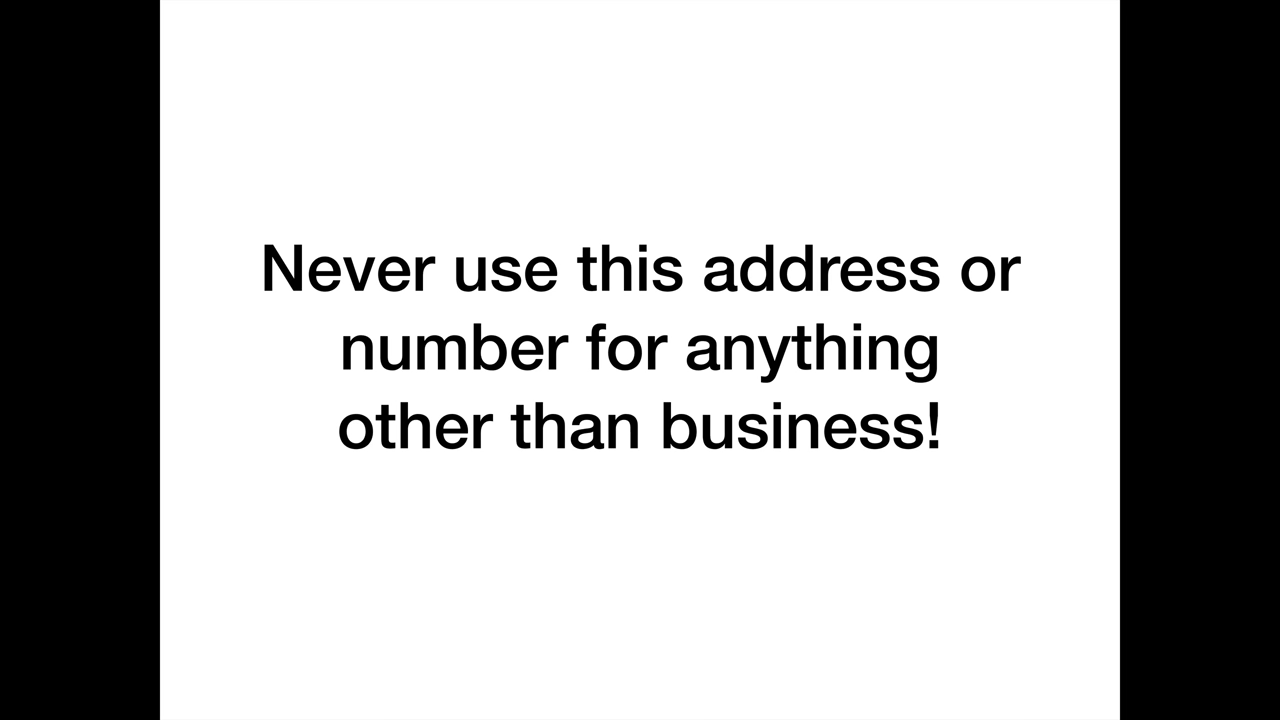 Never use this address or
number for anything
other than business!